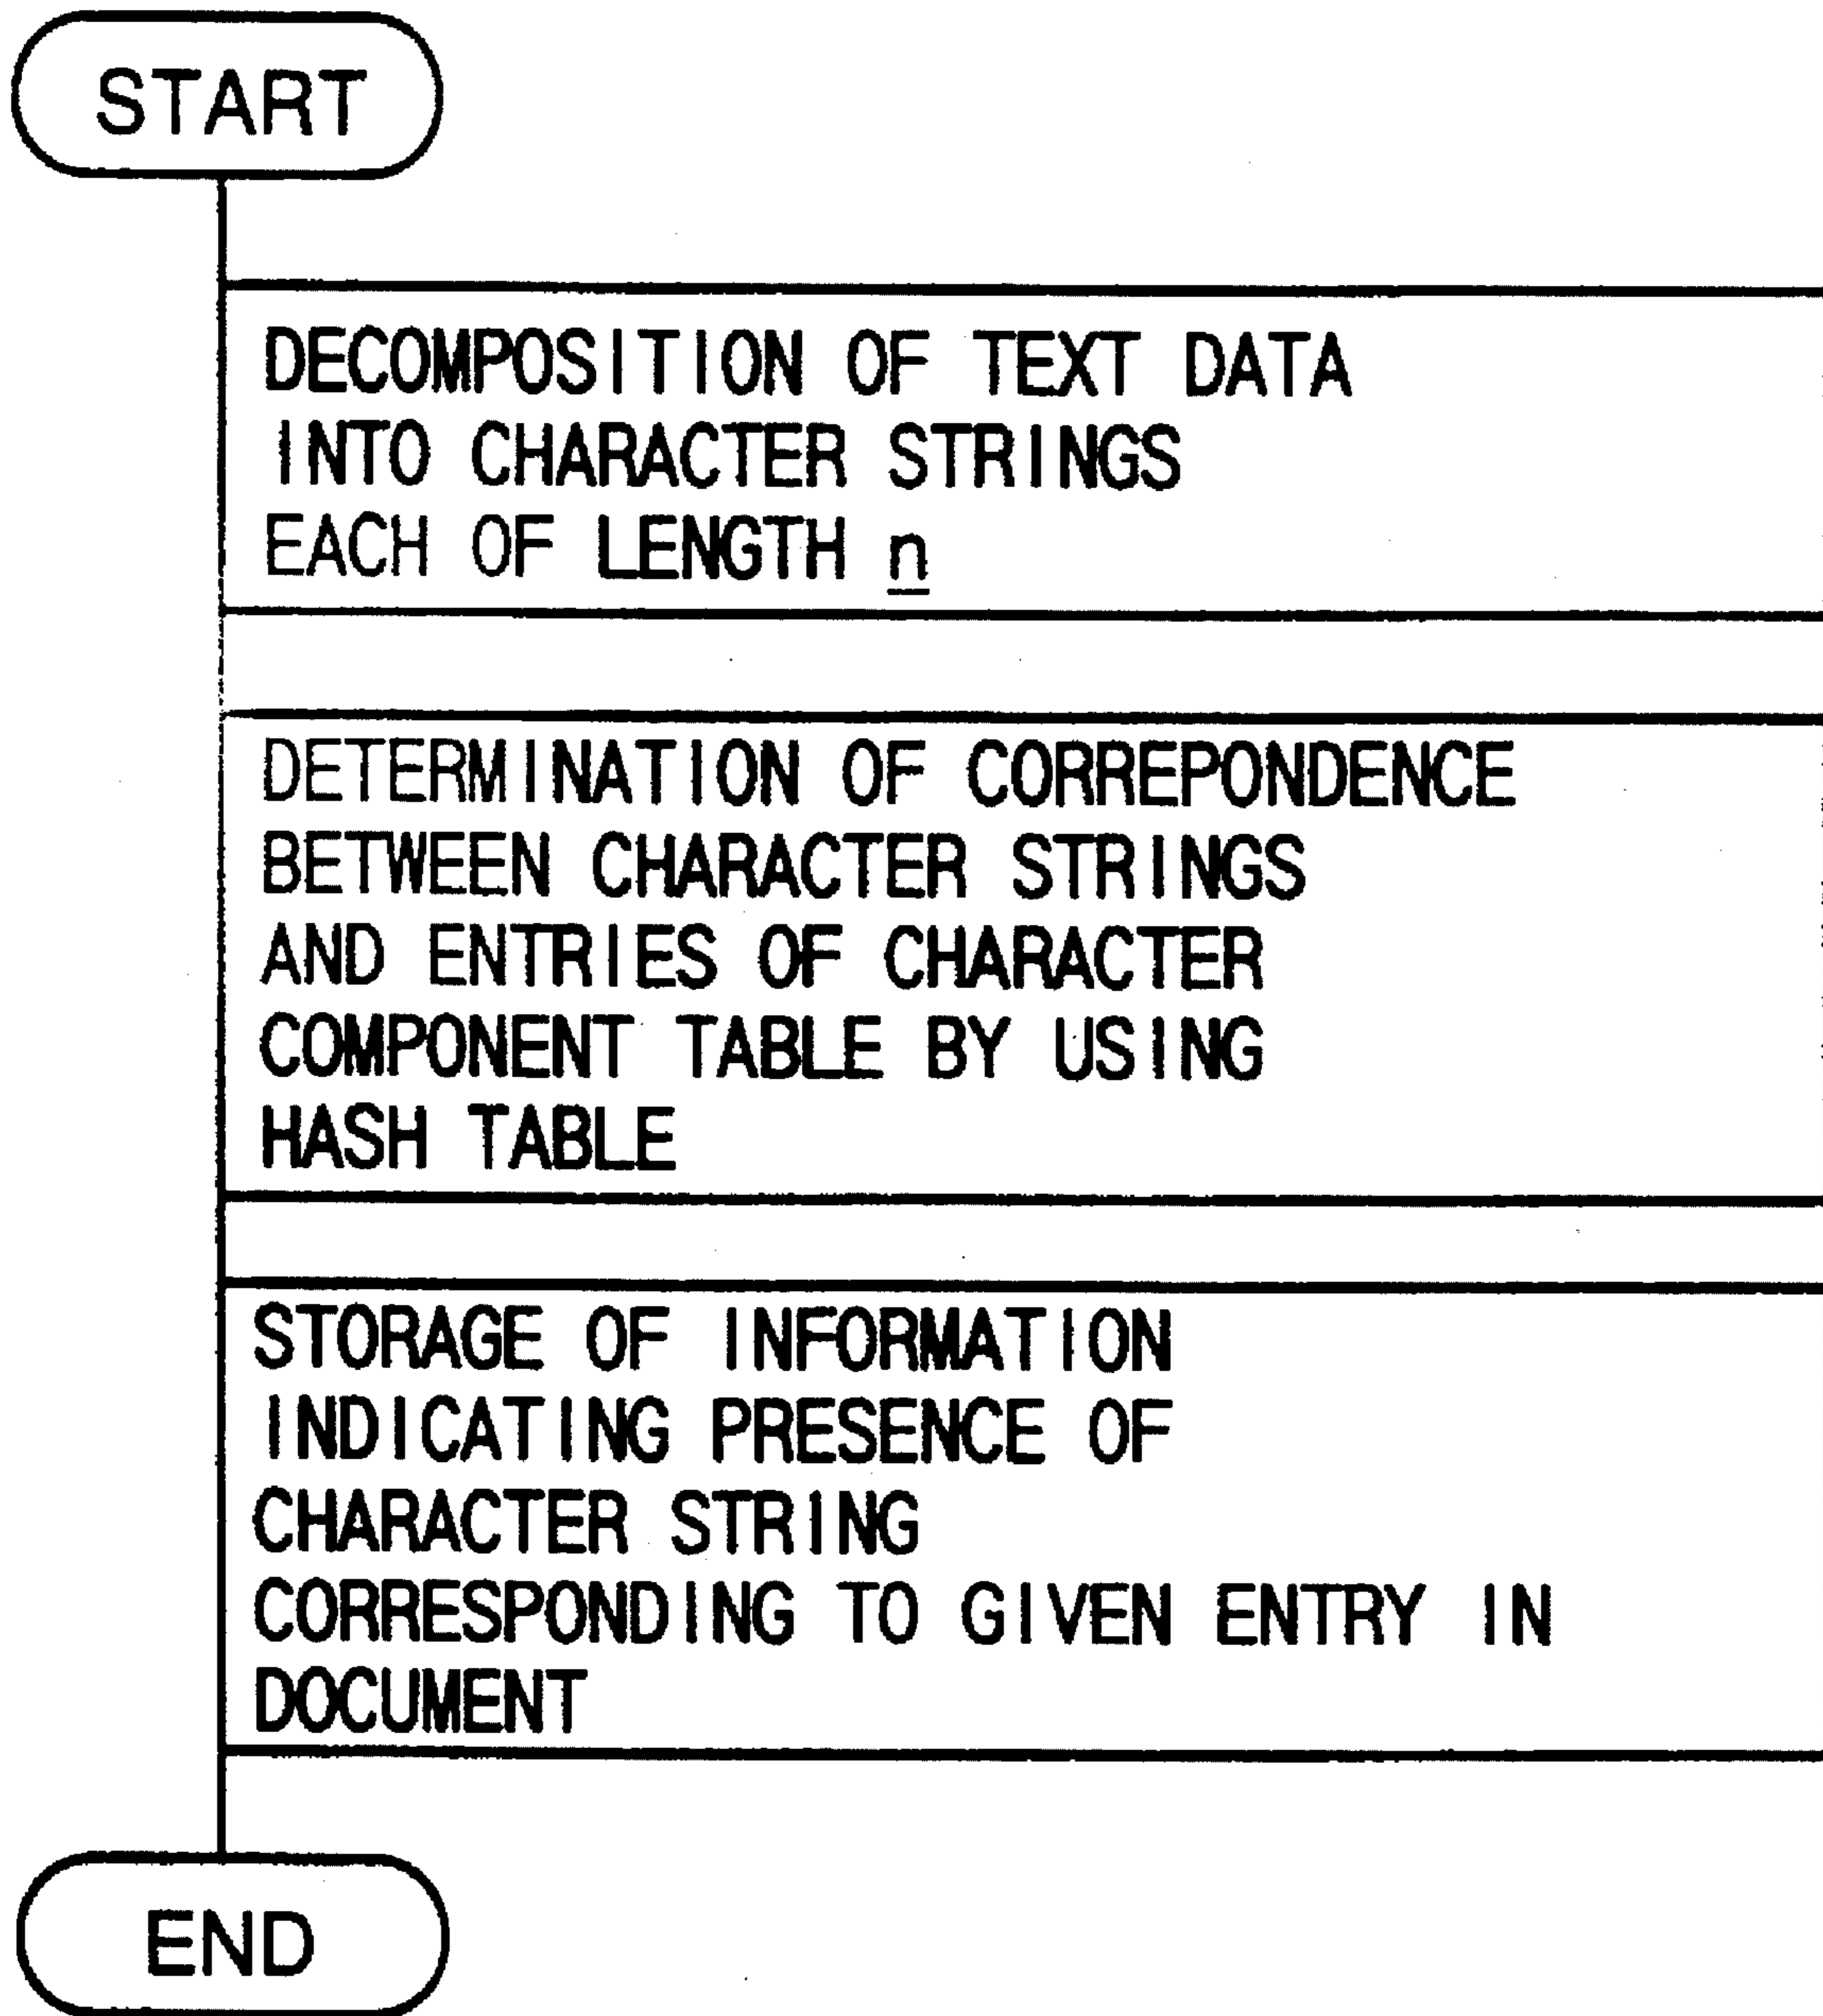 START
DECOMPOSITION OF TEXT DATA
INTO CHARACTER STRINGS
EACH OF LENGTH n
DETERMINATION OF CORREPONDENCE
BETWEEN CHARACTER STRINGS
AND ENTRIES OF CHARACTER
COMPONENT TABLE BY USING
HASH TABLE
STORAGE OF INFORMATION
INDICATING PRESENCE OF
CHARACTER STRING
CORRESPONDING TO GIVEN ENTRY IN
DOCUMENT
END